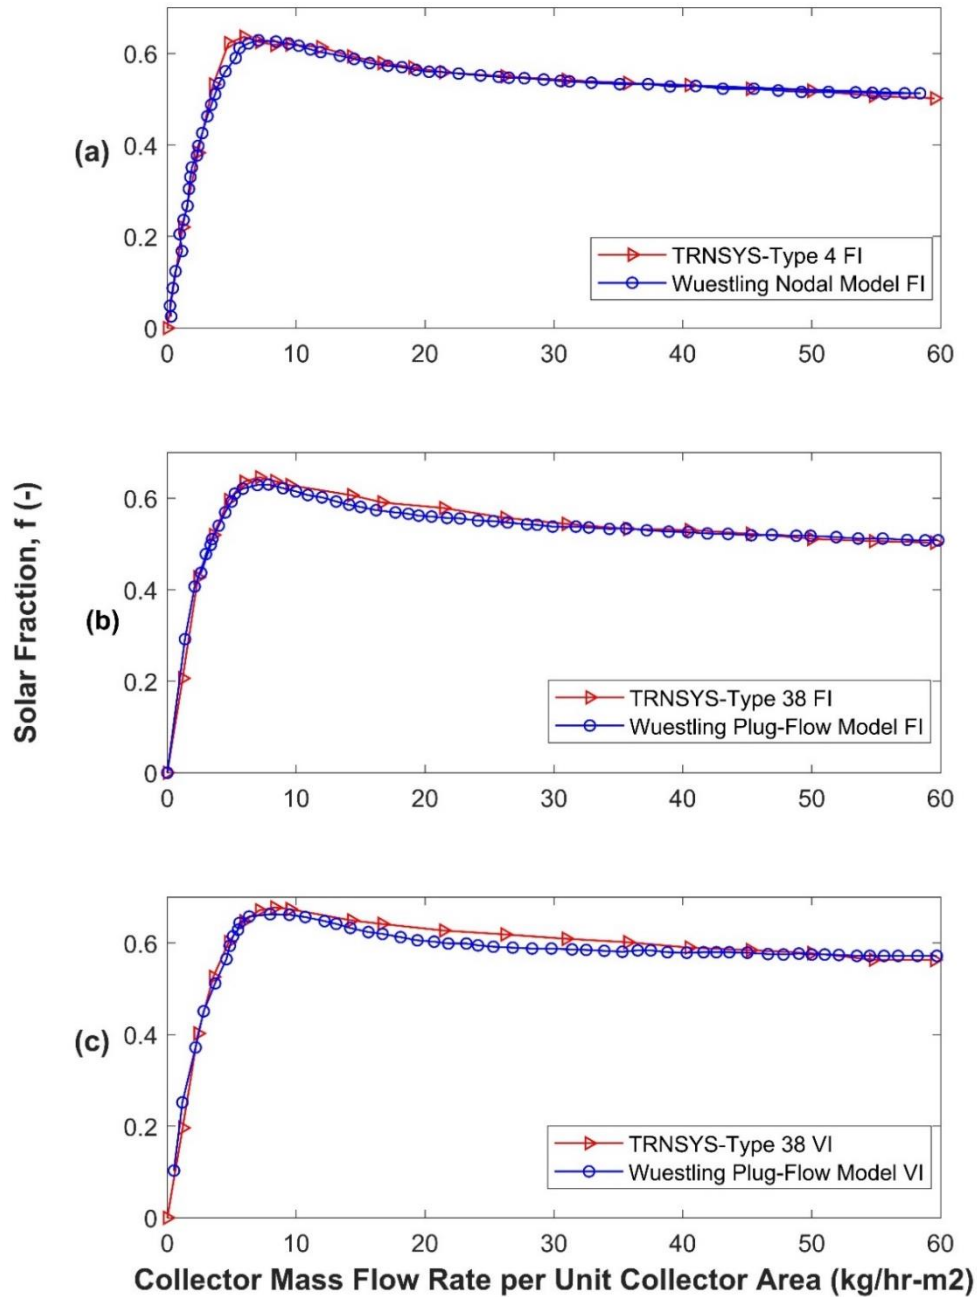 Solar Fraction, f (-)
(a)
0.6
0.4
0.2
0
0 10 20 30 40 50 60
TRNSYS-Type 4 FI
Wuestling Nodal Model FI
(b)
0.6
0.4
0.2
0
0 10 20 30 40 50 60
TRNSYS-Type 38 FI
Wuestling Plug-Flow Model FI
(c)
0.6
0.4
0.2
0
0 10 20 30 40 50 60
TRNSYS-Type 38 VI
Wuestling Plug-Flow Model VI
Collector Mass Flow Rate per Unit Collector Area (kg/hr-m2)